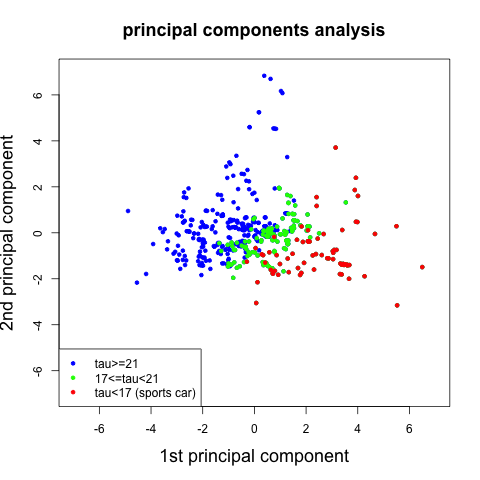 principal components analysis
2nd principal component
6
4
2
0
-2
-4
-6
tau>=21
17<=tau<21
tau<17 (sports car)
-6 -4 -2 0 2 4 6
1st principal component